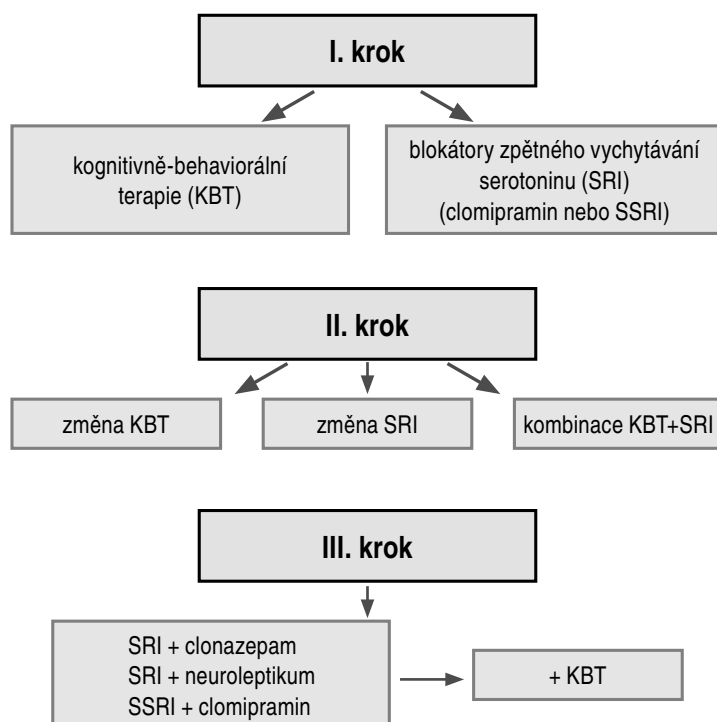 I. krok
kognitivně-behaviorální
terapie (KBT)
blokátory zpětného vychytávání
serotoninu (SRI)
(clomipramin nebo SSRI)
II. krok
změna KBT
změna SRI
kombinace KBT+SRI
III. krok
SRI + clonazepam
SRI + neuroleptikum
SSRI + clomipramin
+ KBT